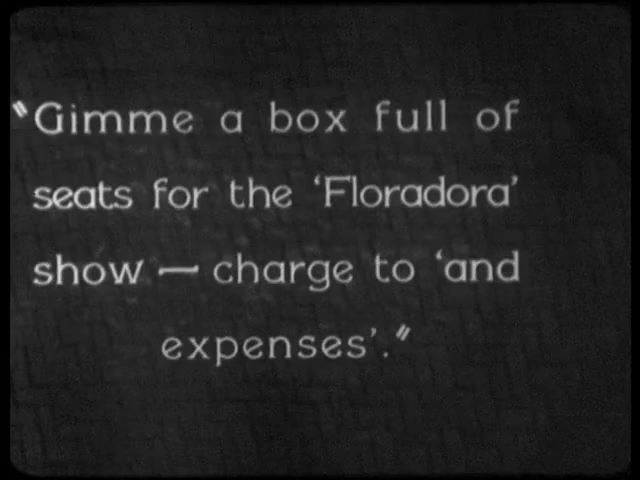 "Gimme a box full of
seats for the ‘Floradora’
show — charge to ‘and
expenses’."